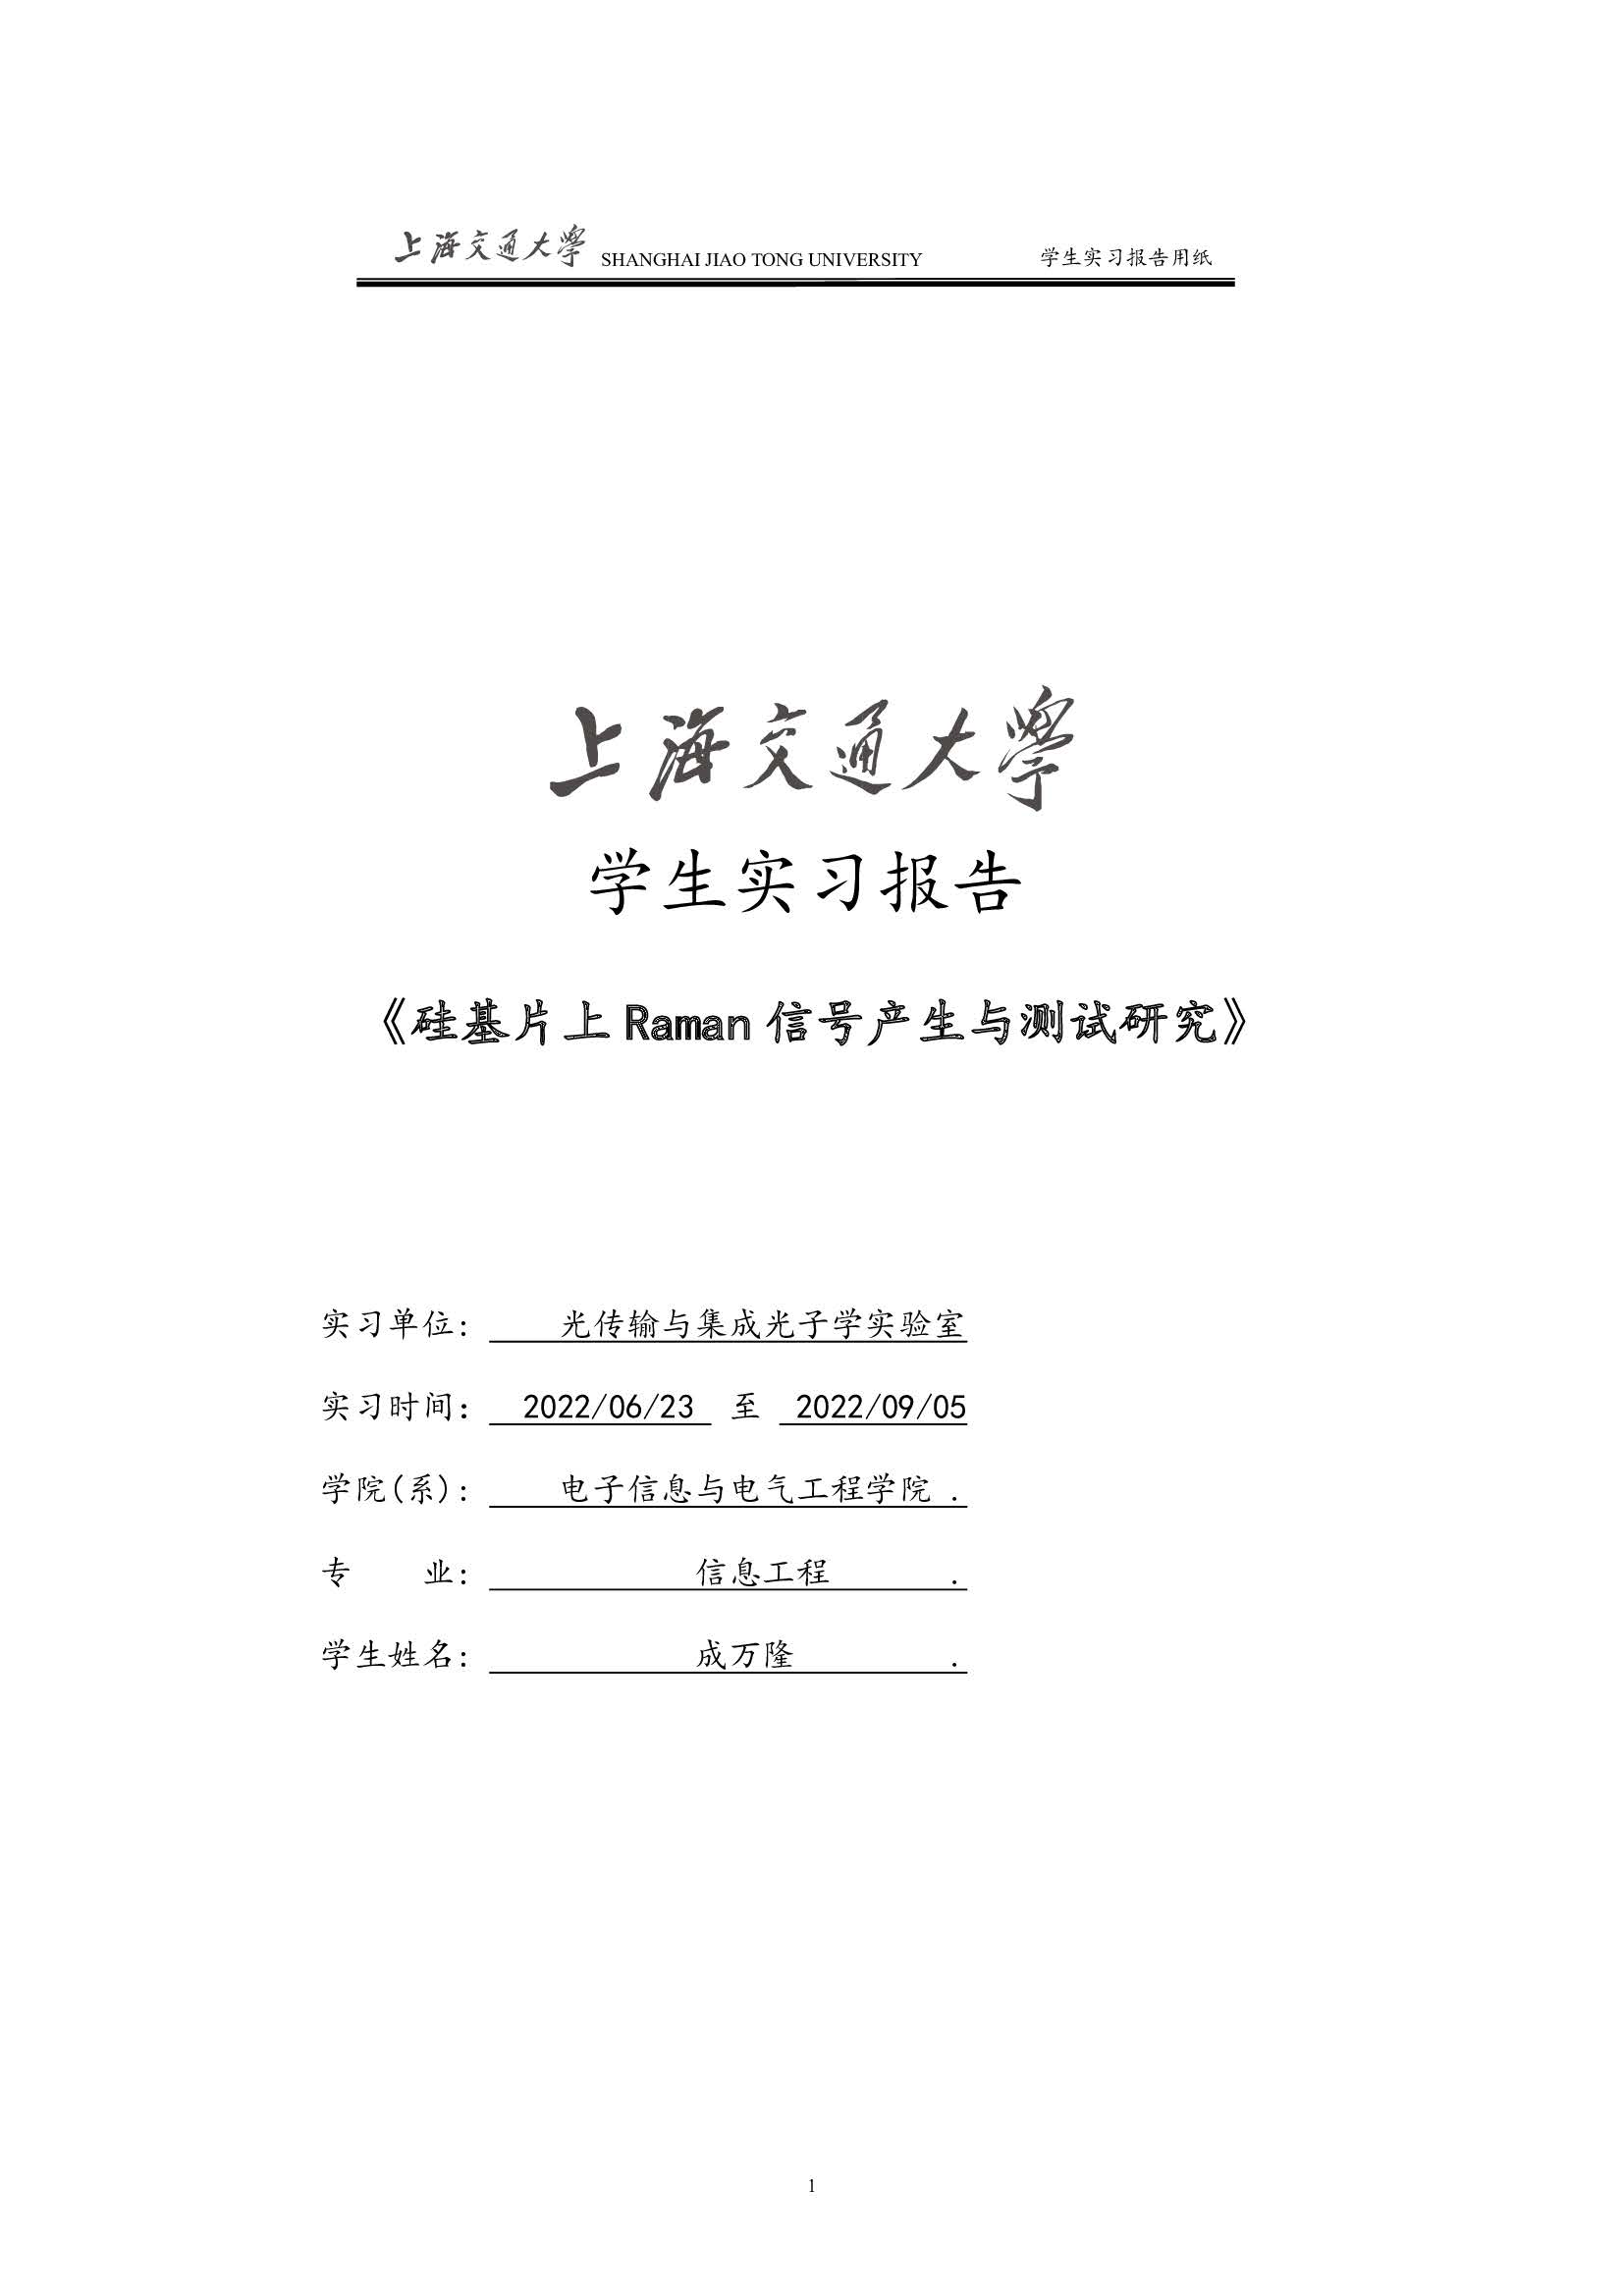 上海交通大學 SHANGHAI JIAO TONG UNIVERSITY 学生实习报告用纸
上海交通大學
学生实习报告
《硅基片上 Raman 信号产生与测试研究》
实习单位: 光传输与集成光子学实验室
实习时间: 2022/06/23 至 2022/09/05
学院(系): 电子信息与电气工程学院 .
专 业: 信息工程 .
学生姓名: 成万隆 .
1